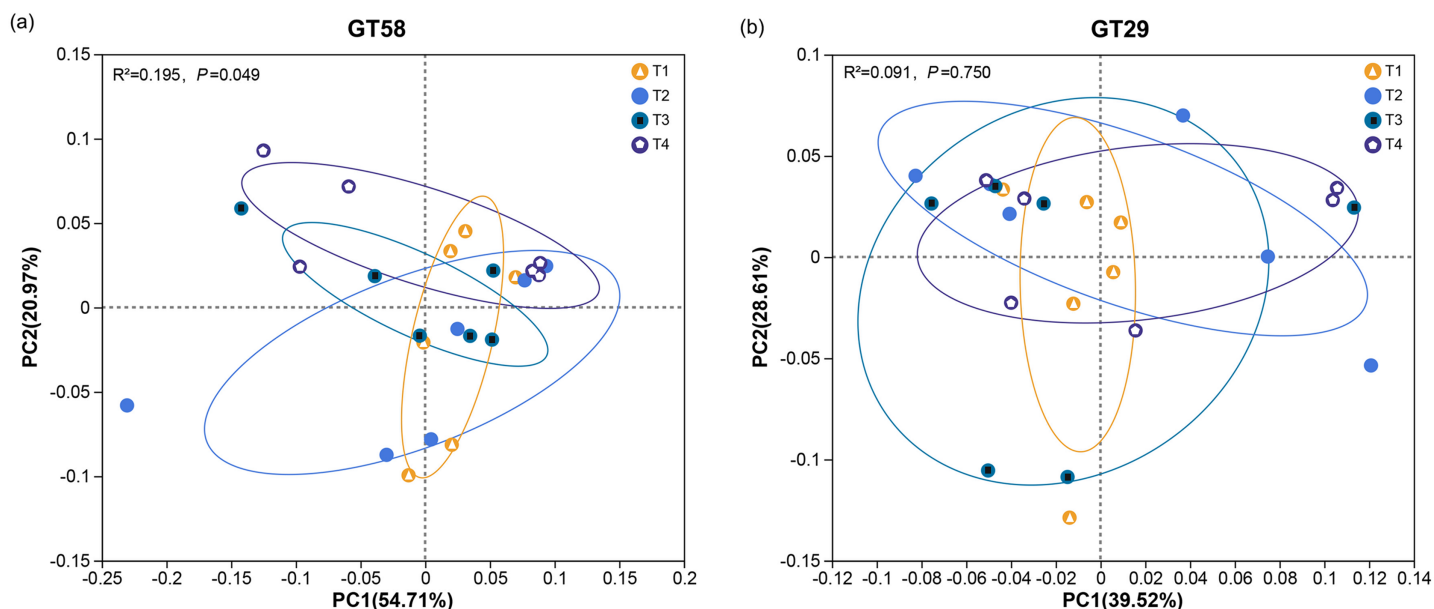 (a)
GT58
R²=0.195, P=0.049
T1
T2
T3
T4
0.15
0.1
0.05
0
-0.05
-0.1
-0.15
PC2(20.97%)
-0.25
-0.2
-0.15
-0.1
-0.05
0
0.05
0.1
0.15
0.2
PC1(54.71%)
(b)
GT29
R²=0.091, P=0.750
T1
T2
T3
T4
0.1
0.05
0
-0.05
-0.1
-0.15
PC2(28.61%)
-0.12
-0.1
-0.08
-0.06
-0.04
-0.02
0
0.02
0.04
0.06
0.08
0.1
0.12
0.14
PC1(39.52%)